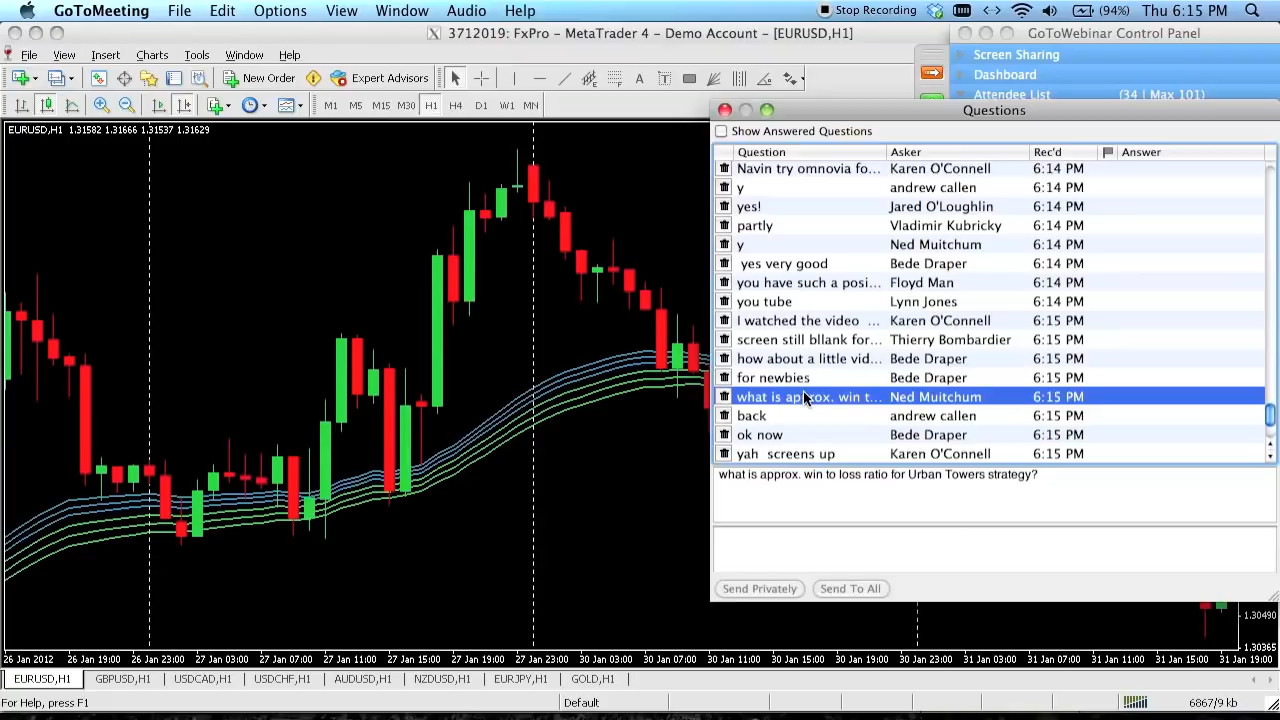 GoToMeeting File Edit Options View Window Audio Help Stop Recording (94%) Thu 6:15 PM
3712019: FxPro - MetaTrader 4 - Demo Account - [EURUSD,H1]
GoToWebinar Control Panel
File View Insert Charts Tools Window Help
Screen Sharing
Dashboard
Attendee List (34 | Max 101)
New Order Expert Advisors
M1 M5 M15 M30 H1 H4 D1 W1 MN
Questions
EURUSD,H1 1.31582 1.31666 1.31537 1.31629
Show Answered Questions
Question Asker Rec'd Answer
Navin try omnovia fo... Karen O'Connell 6:14 PM
y andrew callen 6:14 PM
yes! Jared O'Loughlin 6:14 PM
partly Vladimir Kubricky 6:14 PM
y Ned Muitchum 6:14 PM
yes very good Bede Draper 6:14 PM
you have such a posi... Floyd Man 6:14 PM
you tube Lynn Jones 6:14 PM
I watched the video ... Karen O'Connell 6:15 PM
screen still bllank for... Thierry Bombardier 6:15 PM
how about a little vid... Bede Draper 6:15 PM
for newbies Bede Draper 6:15 PM
what is approx. win t... Ned Muitchum 6:15 PM
back andrew callen 6:15 PM
ok now Bede Draper 6:15 PM
yah screens up Karen O'Connell 6:15 PM
what is approx. win to loss ratio for Urban Towers strategy?
Send Privately Send To All
1.30490
1.30365
26 Jan 2012 26 Jan 19:00 26 Jan 23:00 27 Jan 03:00 27 Jan 07:00 27 Jan 11:00 27 Jan 15:00 27 Jan 19:00 27 Jan 23:00 30 Jan 03:00 30 Jan 07:00 30 Jan 11:00 30 Jan 15:00 30 Jan 19:00 30 Jan 23:00 31 Jan 03:00 31 Jan 07:00 31 Jan 11:00 31 Jan 15:00 31 Jan 19:00
EURUSD,H1 GBPUSD,H1 USDCAD,H1 USDCHF,H1 AUDUSD,H1 NZDUSD,H1 EURJPY,H1 GOLD,H1
For Help, press F1 Default 6867/9 kb